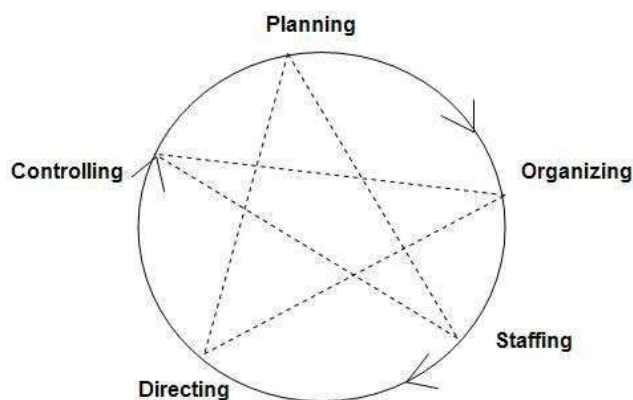 Planning
Controlling
Organizing
Staffing
Directing